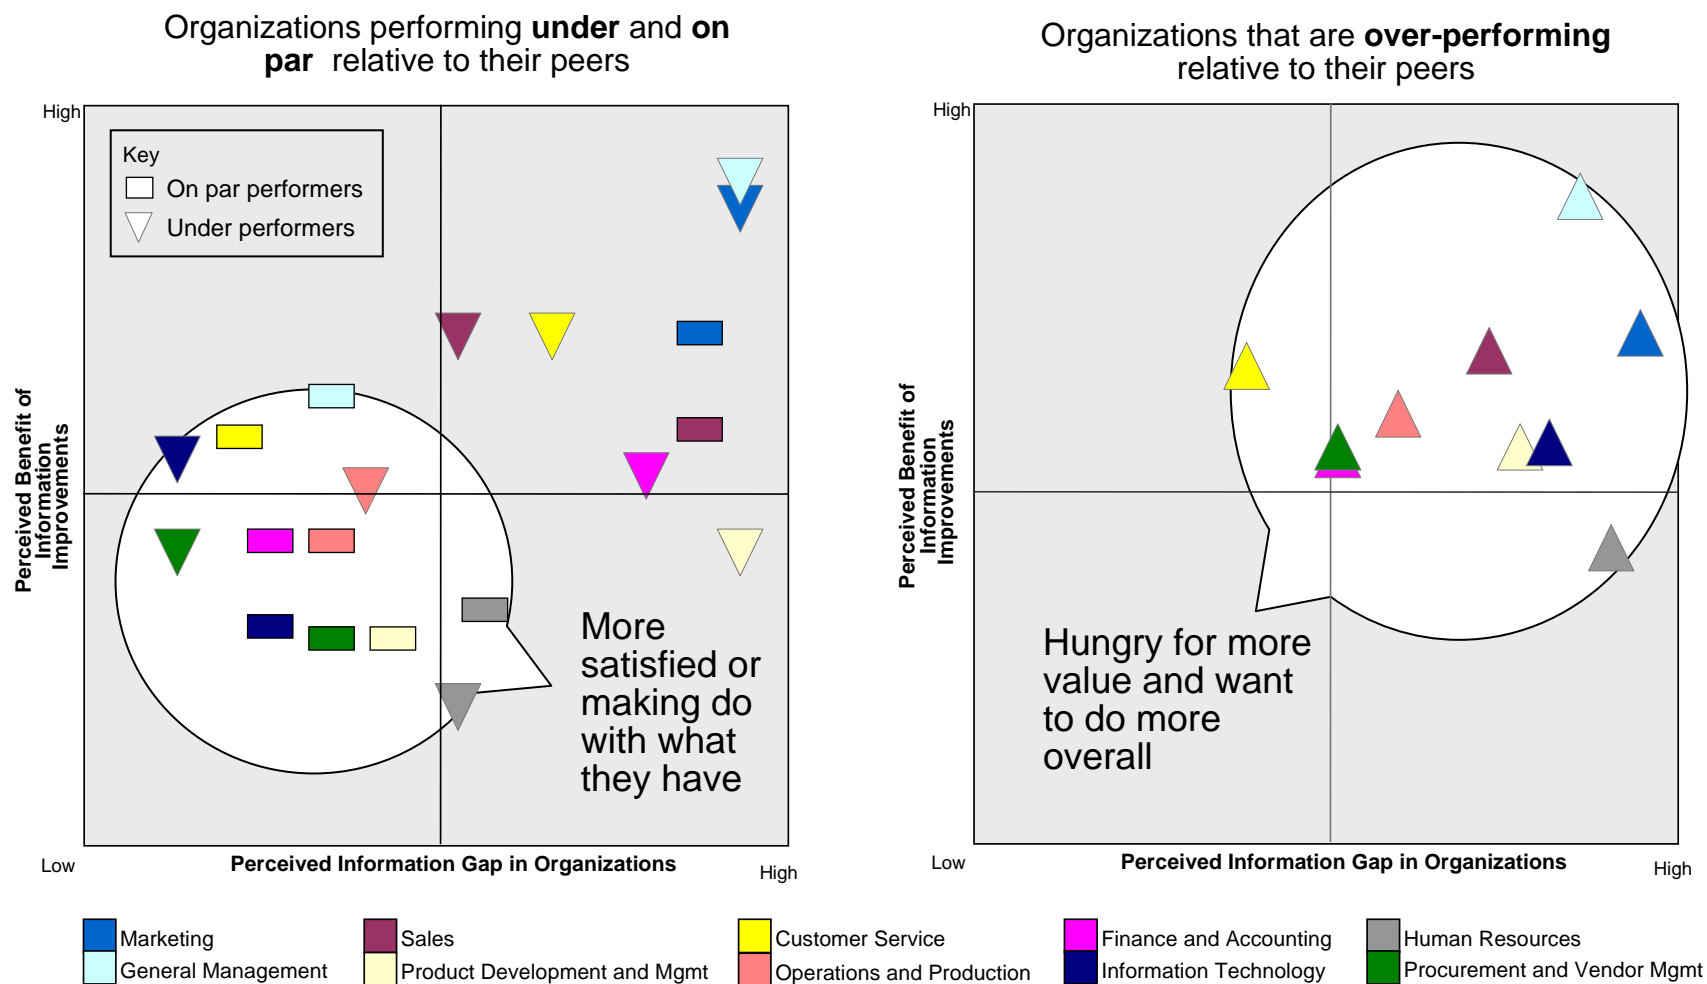 Organizations performing under and on
par relative to their peers
High
Key
On par performers
Under performers
Perceived Benefit of
Information
Improvements
More
satisfied or
making do
with what
they have
Low
Perceived Information Gap in Organizations
High
Organizations that are over-performing
relative to their peers
High
Perceived Benefit of
Information
Improvements
Hungry for more
value and want
to do more
overall
Low
Perceived Information Gap in Organizations
High
Marketing
Sales
Customer Service
Finance and Accounting
Human Resources
General Management
Product Development and Mgmt
Operations and Production
Information Technology
Procurement and Vendor Mgmt